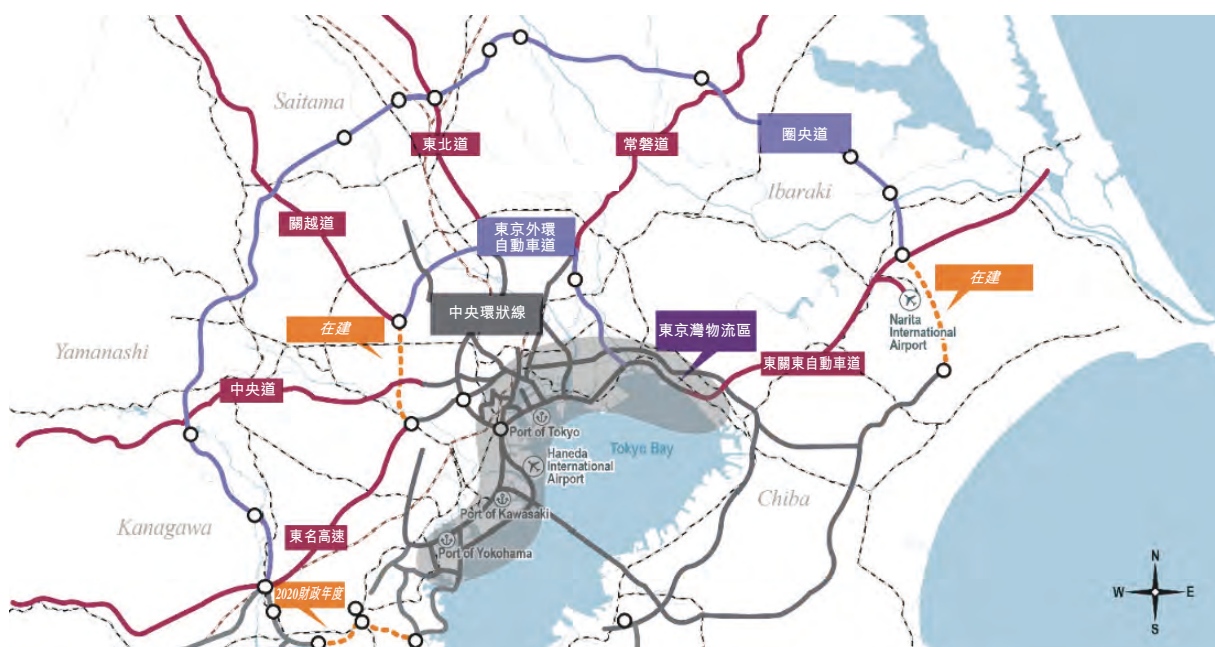 Saitama
東北道
常磐道
圈央道
Ibaraki
關越道
東京外環
自動車道
在建
中央環狀線
在建
東京灣物流區
Narita
International
Airport
Yamanashi
中央道
東關東自動車道
Port of Tokyo
Tokyo Bay
Haneda
International
Airport
Chiba
Port of Kawasaki
Kanagawa
東名高速
Port of Yokohama
2020財政年度
N
W
E
S